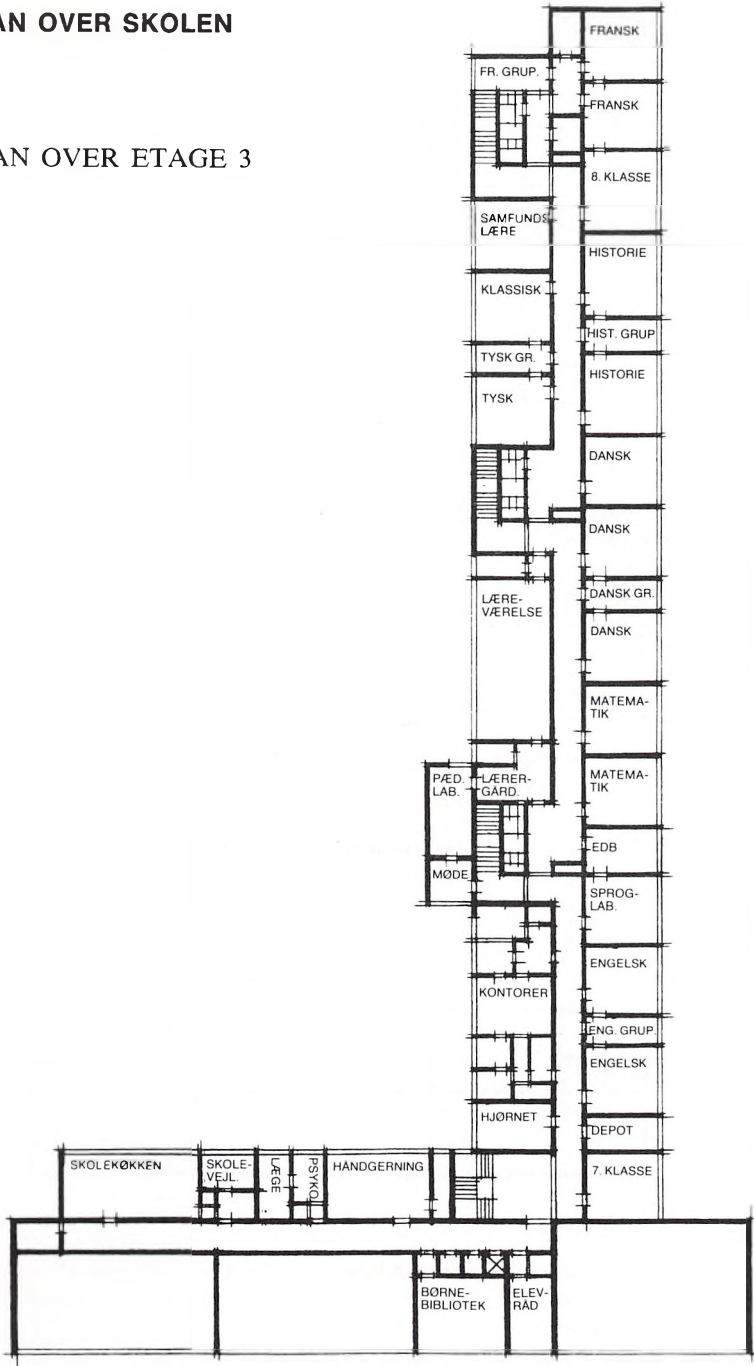 AN OVER SKOLEN
AN OVER ETAGE 3
FRANSK
FR. GRUP.
FRANSK
8. KLASSE
SAMFUNDS
LÆRE
HISTORIE
KLASSISK
HIST. GRUP
TYSK GR.
HISTORIE
TYSK
DANSK
DANSK
LÆRE-
VÆRELSE
DANSK GR.
DANSK
MATEMA-
TIK
PÆD.
LAB.
LÆRER-
GARD.
MATEMA-
TIK
EDB
MØDE
SPROG-
LAB.
ENGELSK
KONTORER
ENG. GRUP.
ENGELSK
HJØRNET
DEPOT
SKOLEKØKKEN
SKOLE-
VEJL.
LÆGE
PSYKO.
HÅNDGERNING
7. KLASSE
BØRNE-
BIBLIOTEK
ELEV-
RÅD